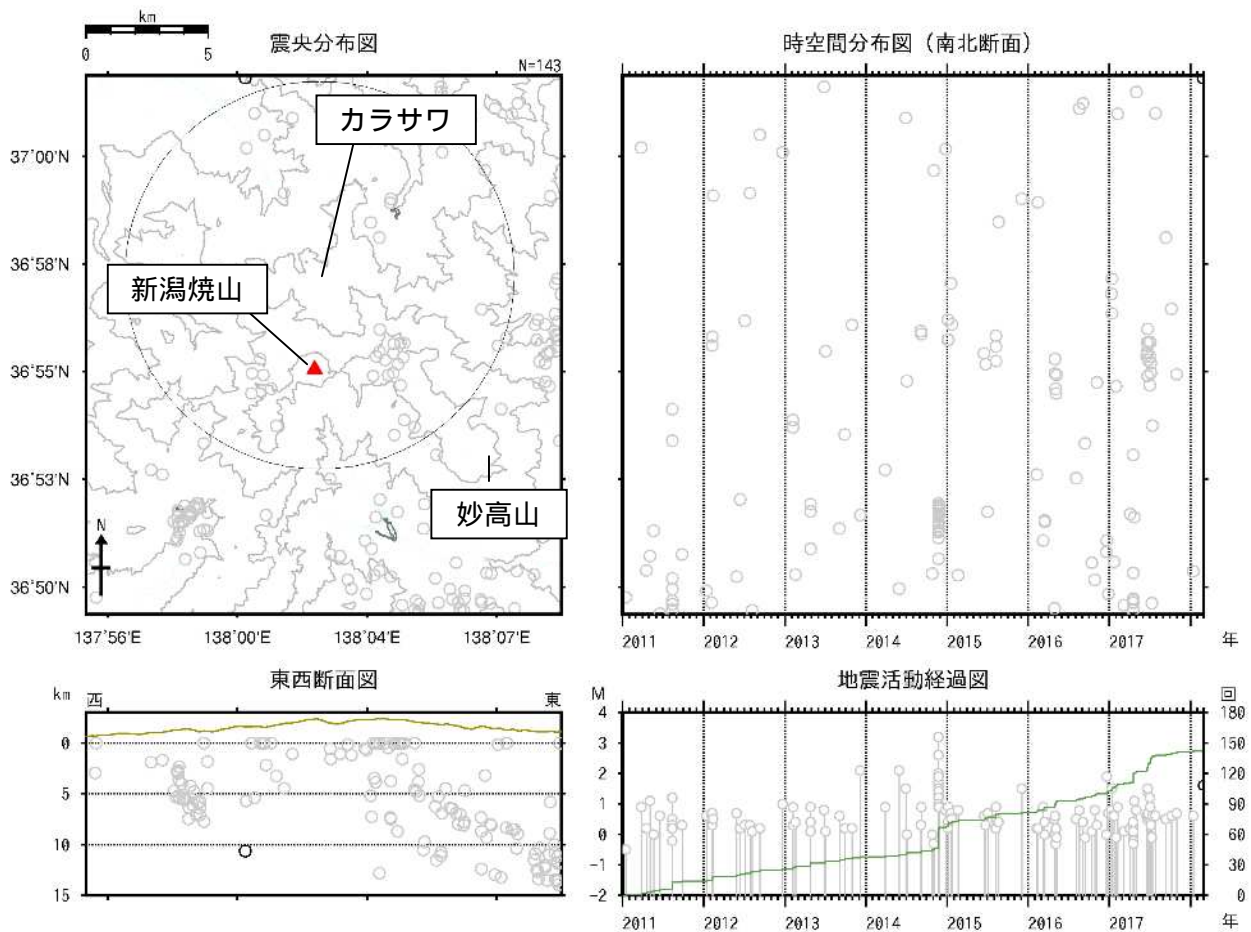 km
0 5
震央分布図
N=143
カラサワ
新潟焼山
妙高山
N
37°00'N
36°58'N
36°55'N
36°53'N
36°50'N
137°56'E 138°00'E 138°04'E 138°07'E
時空間分布図（南北断面）
2011 2012 2013 2014 2015 2016 2017 年
東西断面図
km 西 東
0
5
10
15
地震活動経過図
M 回
4 180
3 150
2 120
1 90
0 60
-1 30
-2 0
2011 2012 2013 2014 2015 2016 2017 年